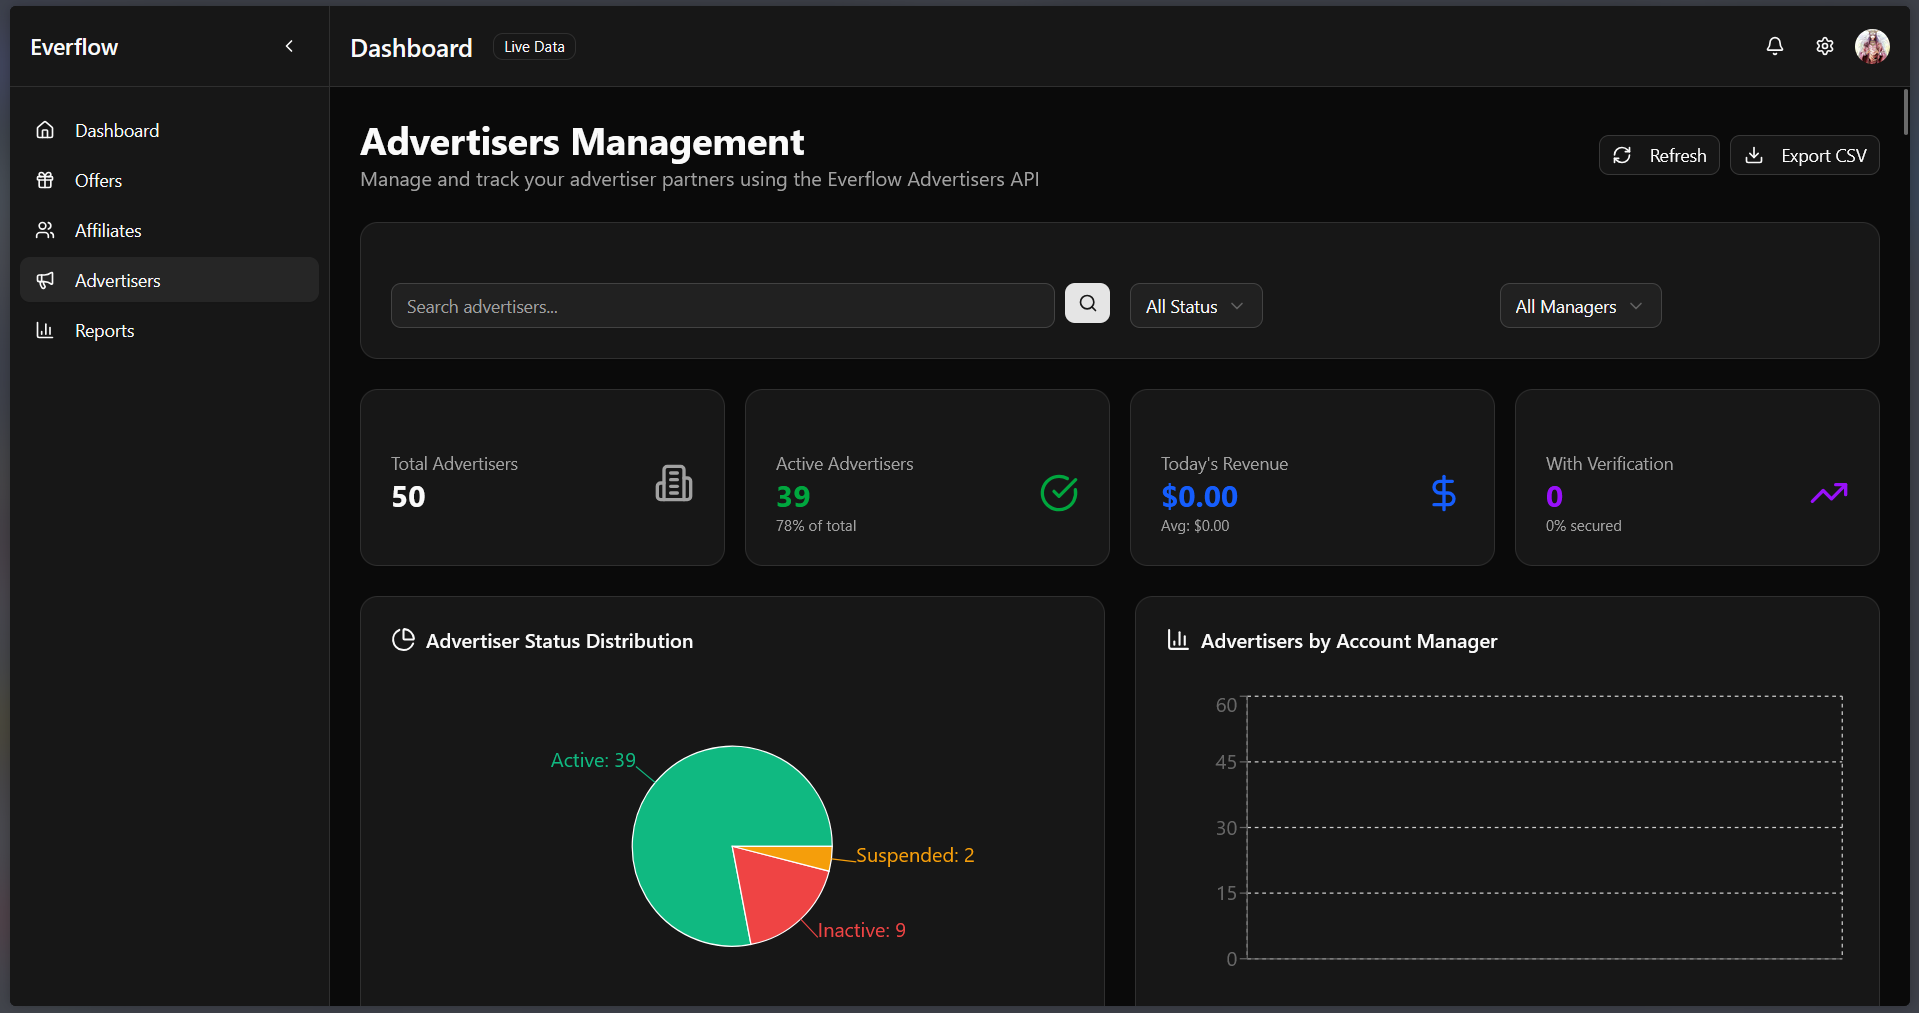 Everflow
Dashboard
Live Data
Dashboard
Offers
Affiliates
Advertisers
Reports
Advertisers Management
Manage and track your advertiser partners using the Everflow Advertisers API
Refresh
Export CSV
Search advertisers...
All Status
All Managers
Total Advertisers
50
Active Advertisers
39
78% of total
Today's Revenue
$0.00
Avg: $0.00
With Verification
0
0% secured
Advertiser Status Distribution
Active: 39
Suspended: 2
Inactive: 9
Advertisers by Account Manager
60
45
30
15
0